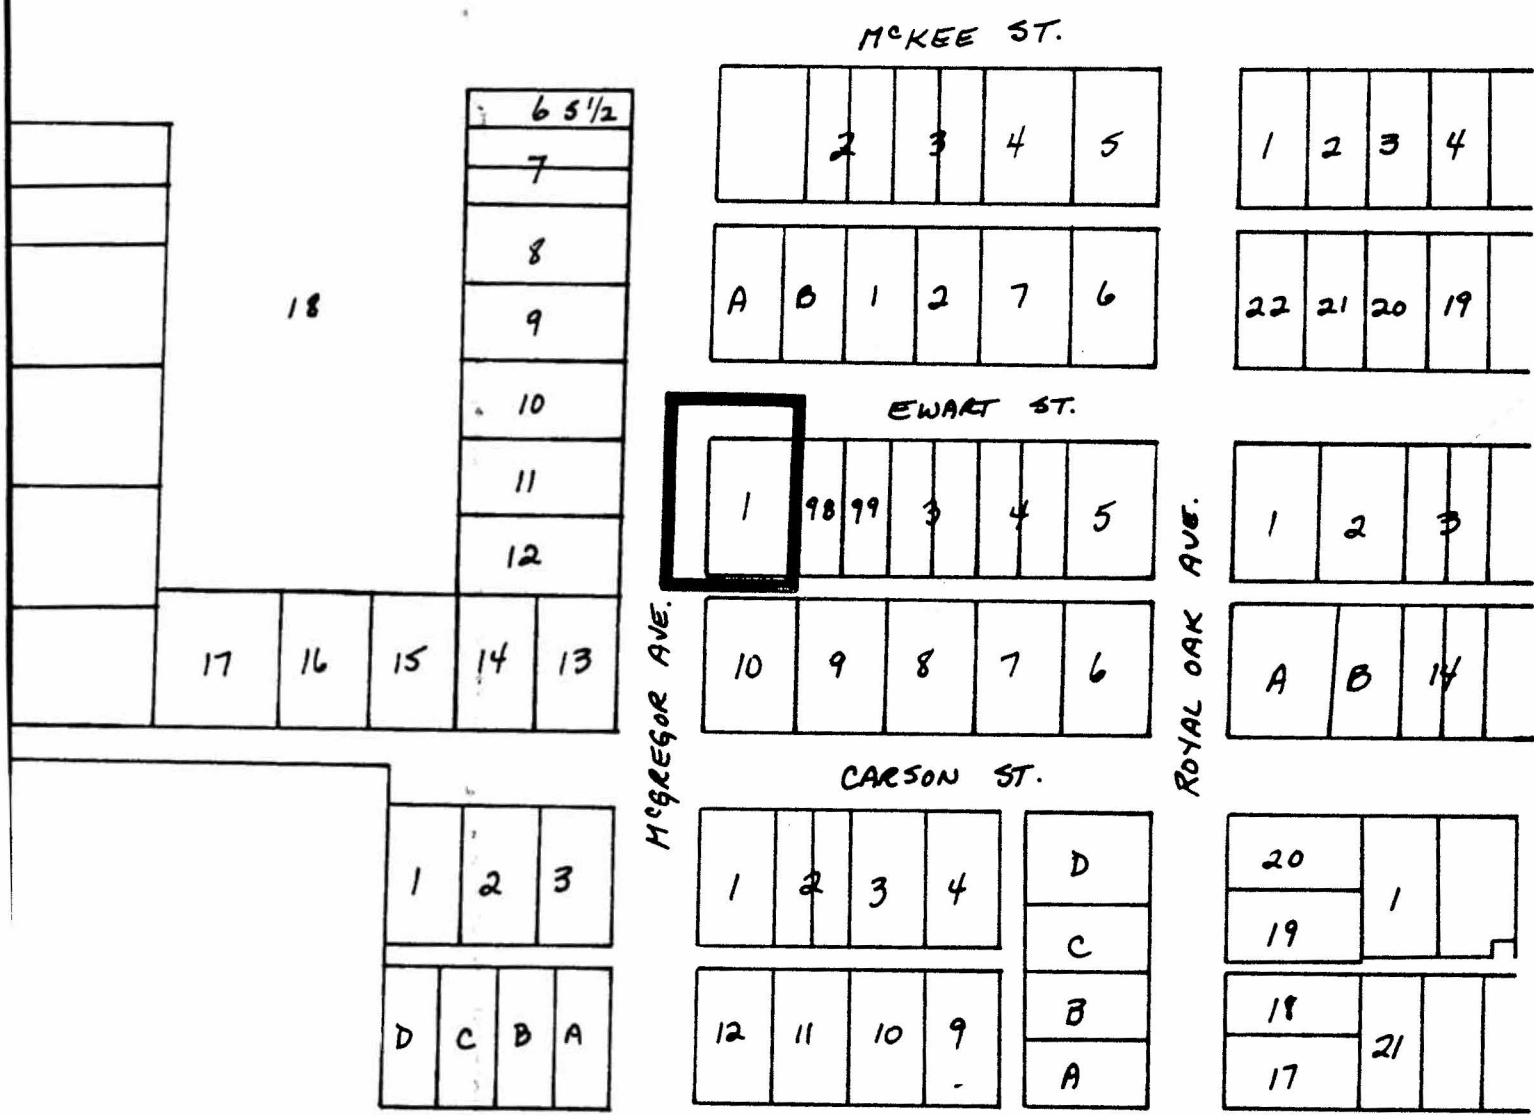 McKEE ST.
6 S 1/2
7
8
9
10
11
12
18
17 16 15 14 13
2 3 4 5
A B 1 2 7 6
1 2 3 4
22 21 20 19
EWART ST.
1 98 99 3 4 5
10 9 8 7 6
1 2 3
A B 14
McGREGOR AVE.
ROYAL OAK AVE.
CARSON ST.
1 2 3
D C B A
1 2 3 4
12 11 10 9
D
C
B
A
20
19
1
18
17
21